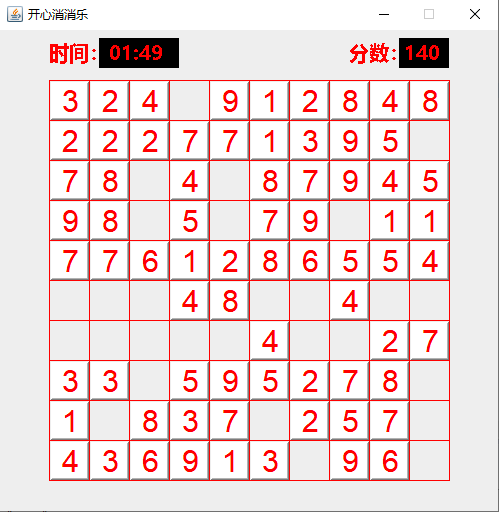 开心消消乐
时间: 01:49 分数: 140
3 2 4 9 1 2 8 4 8
2 2 2 7 7 1 3 9 5
7 8 4 8 7 9 4 5
9 8 5 7 9 1 1
7 7 6 1 2 8 6 5 5 4
4 8 4
4 2 7
3 3 5 9 5 2 7 8
1 8 3 7 2 5 7
4 3 6 9 1 3 9 6